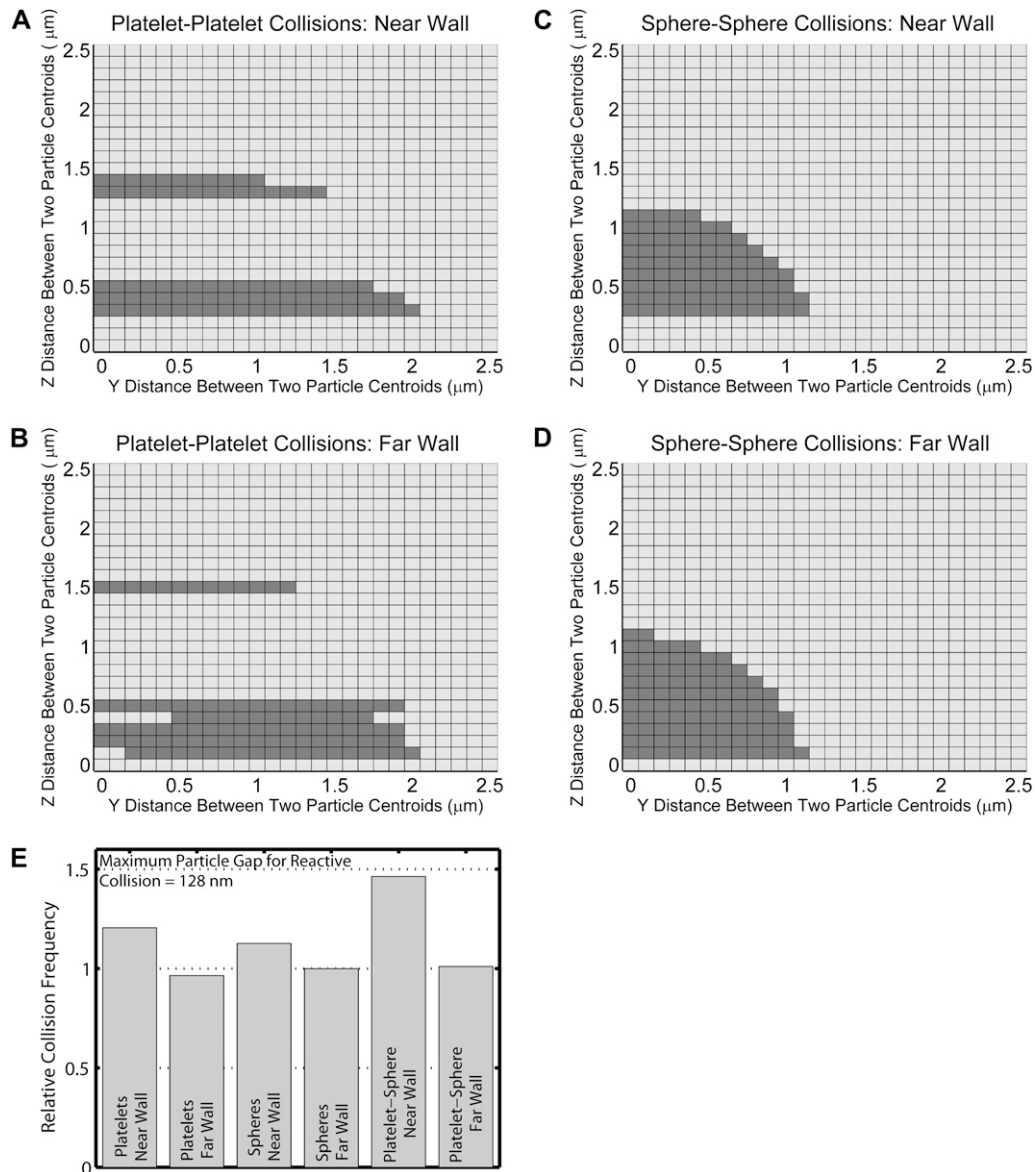 A
Platelet-Platelet Collisions: Near Wall
Z Distance Between Two Particle Centroids ( μm)
2.5
2
1.5
1
0.5
0
0 0.5 1 1.5 2 2.5
Y Distance Between Two Particle Centroids (μm)
C
Sphere-Sphere Collisions: Near Wall
Z Distance Between Two Particle Centroids ( μm)
2.5
2
1.5
1
0.5
0
0 0.5 1 1.5 2 2.5
Y Distance Between Two Particle Centroids (μm)
B
Platelet-Platelet Collisions: Far Wall
Z Distance Between Two Particle Centroids ( μm)
2.5
2
1.5
1
0.5
0
0 0.5 1 1.5 2 2.5
Y Distance Between Two Particle Centroids (μm)
D
Sphere-Sphere Collisions: Far Wall
Z Distance Between Two Particle Centroids ( μm)
2.5
2
1.5
1
0.5
0
0 0.5 1 1.5 2 2.5
Y Distance Between Two Particle Centroids (μm)
E
Relative Collision Frequency
1.5
1
0.5
0
Maximum Particle Gap for Reactive
Collision = 128 nm
Platelets
Near Wall
Platelets
Far Wall
Spheres
Near Wall
Spheres
Far Wall
Platelet–Sphere
Near Wall
Platelet–Sphere
Far Wall